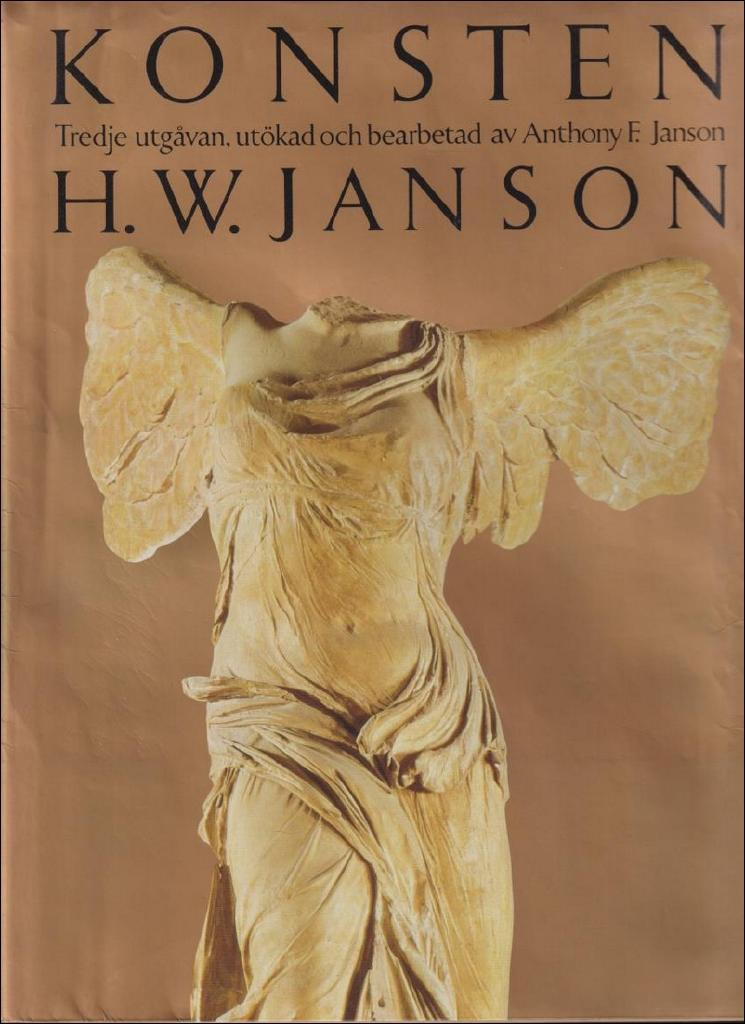 KONSTEN
Tredje utgåvan, utökad och bearbetad av Anthony F. Janson
H. W. JANSON